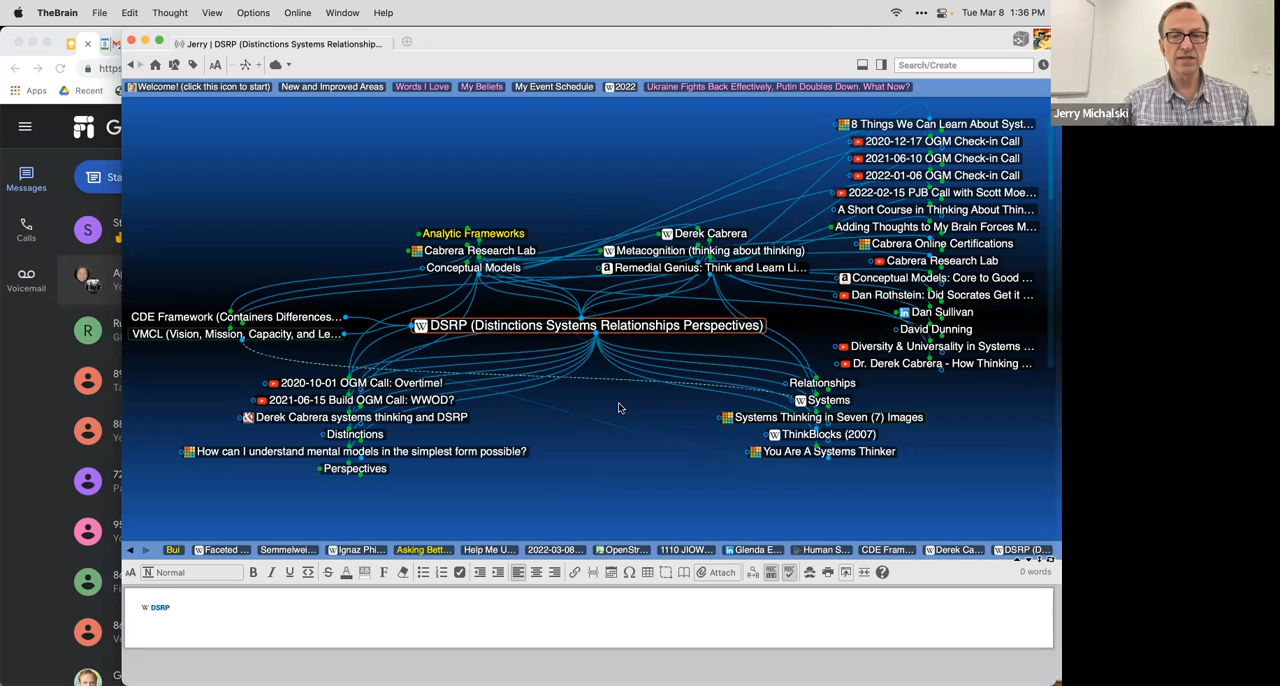 TheBrain File Edit Thought View Options Online Window Help Tue Mar 8 1:36 PM
Jerry | DSRP (Distinctions Systems Relationship...
https
Apps Recent
AA Search/Create
Welcome! (click this icon to start) New and Improved Areas Words I Love My Beliefs My Event Schedule 2022 Ukraine Fights Back Effectively, Putin Doubles Down. What Now?
Jerry Michalski
G
Messages
Calls
Voicemail
Sta
S
St
R
Ru
8 Things We Can Learn About Syst...
2020-12-17 OGM Check-in Call
2021-06-10 OGM Check-in Call
2022-01-06 OGM Check-in Call
2022-02-15 PJB Call with Scott Moe...
A Short Course in Thinking About Thin...
Adding Thoughts to My Brain Forces M...
Cabrera Online Certifications
Cabrera Research Lab
Conceptual Models: Core to Good ...
Dan Rothstein: Did Socrates Get it ...
Dan Sullivan
David Dunning
Diversity & Universality in Systems ...
Dr. Derek Cabrera - How Thinking ...
Analytic Frameworks
Cabrera Research Lab
Conceptual Models
Derek Cabrera
Metacognition (thinking about thinking)
Remedial Genius: Think and Learn Li...
CDE Framework (Containers Differences...
VMCL (Vision, Mission, Capacity, and Le...
DSRP (Distinctions Systems Relationships Perspectives)
2020-10-01 OGM Call: Overtime!
2021-06-15 Build OGM Call: WWOD?
Derek Cabrera systems thinking and DSRP
Distinctions
How can I understand mental models in the simplest form possible?
Perspectives
Relationships
Systems
Systems Thinking in Seven (7) Images
ThinkBlocks (2007)
You Are A Systems Thinker
Bui Faceted ... Semmelwei... Ignaz Phi... Asking Bett... Help Me U... 2022-03-08... OpenStr... 1110 JIOW... Glenda E... Human S... CDE Fram... Derek Ca... DSRP (D...
AA N Normal B I U S A F Attach 0 words
DSRP